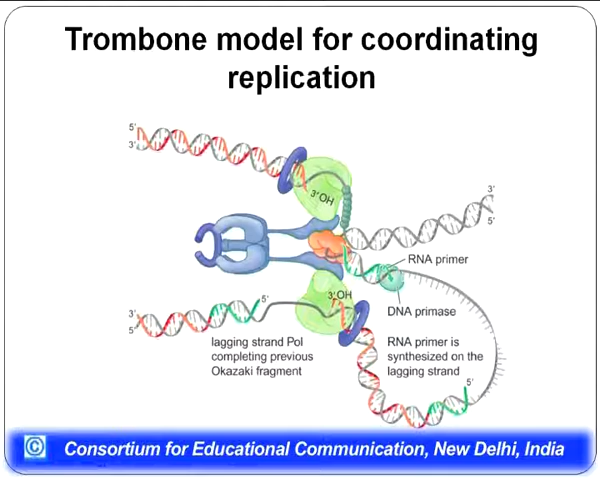 Trombone model for coordinating
replication
5'
3'
3'OH
3'
5'
RNA primer
DNA primase
3'OH
5'
3'
5'
lagging strand Pol
completing previous
Okazaki fragment
RNA primer is
synthesized on the
lagging strand
5'
© Consortium for Educational Communication, New Delhi, India